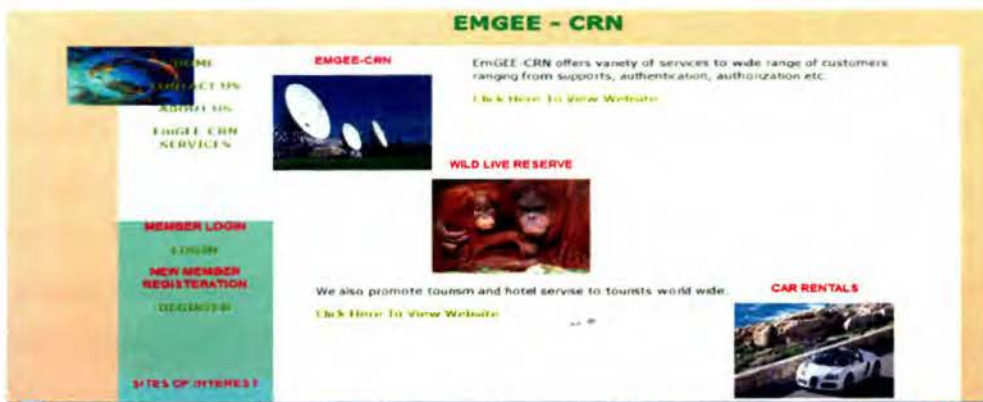 EMGEE - CRN
HOME
CONTACT US
ABOUT US
EmGEE-CRN
SERVICES
EMGEE-CRN
EmGEE-CRN offers variety of services to wide range of customers
ranging from supports, authentication, authorization etc.
Click Here To View Website
WILD LIVE RESERVE
MEMBER LOGIN
LOGIN
NEW MEMBER
REGISTERATION
REGISTER
We also promote tourism and hotel servise to tourists world wide.
Click Here To View Website
CAR RENTALS
SITES OF INTEREST